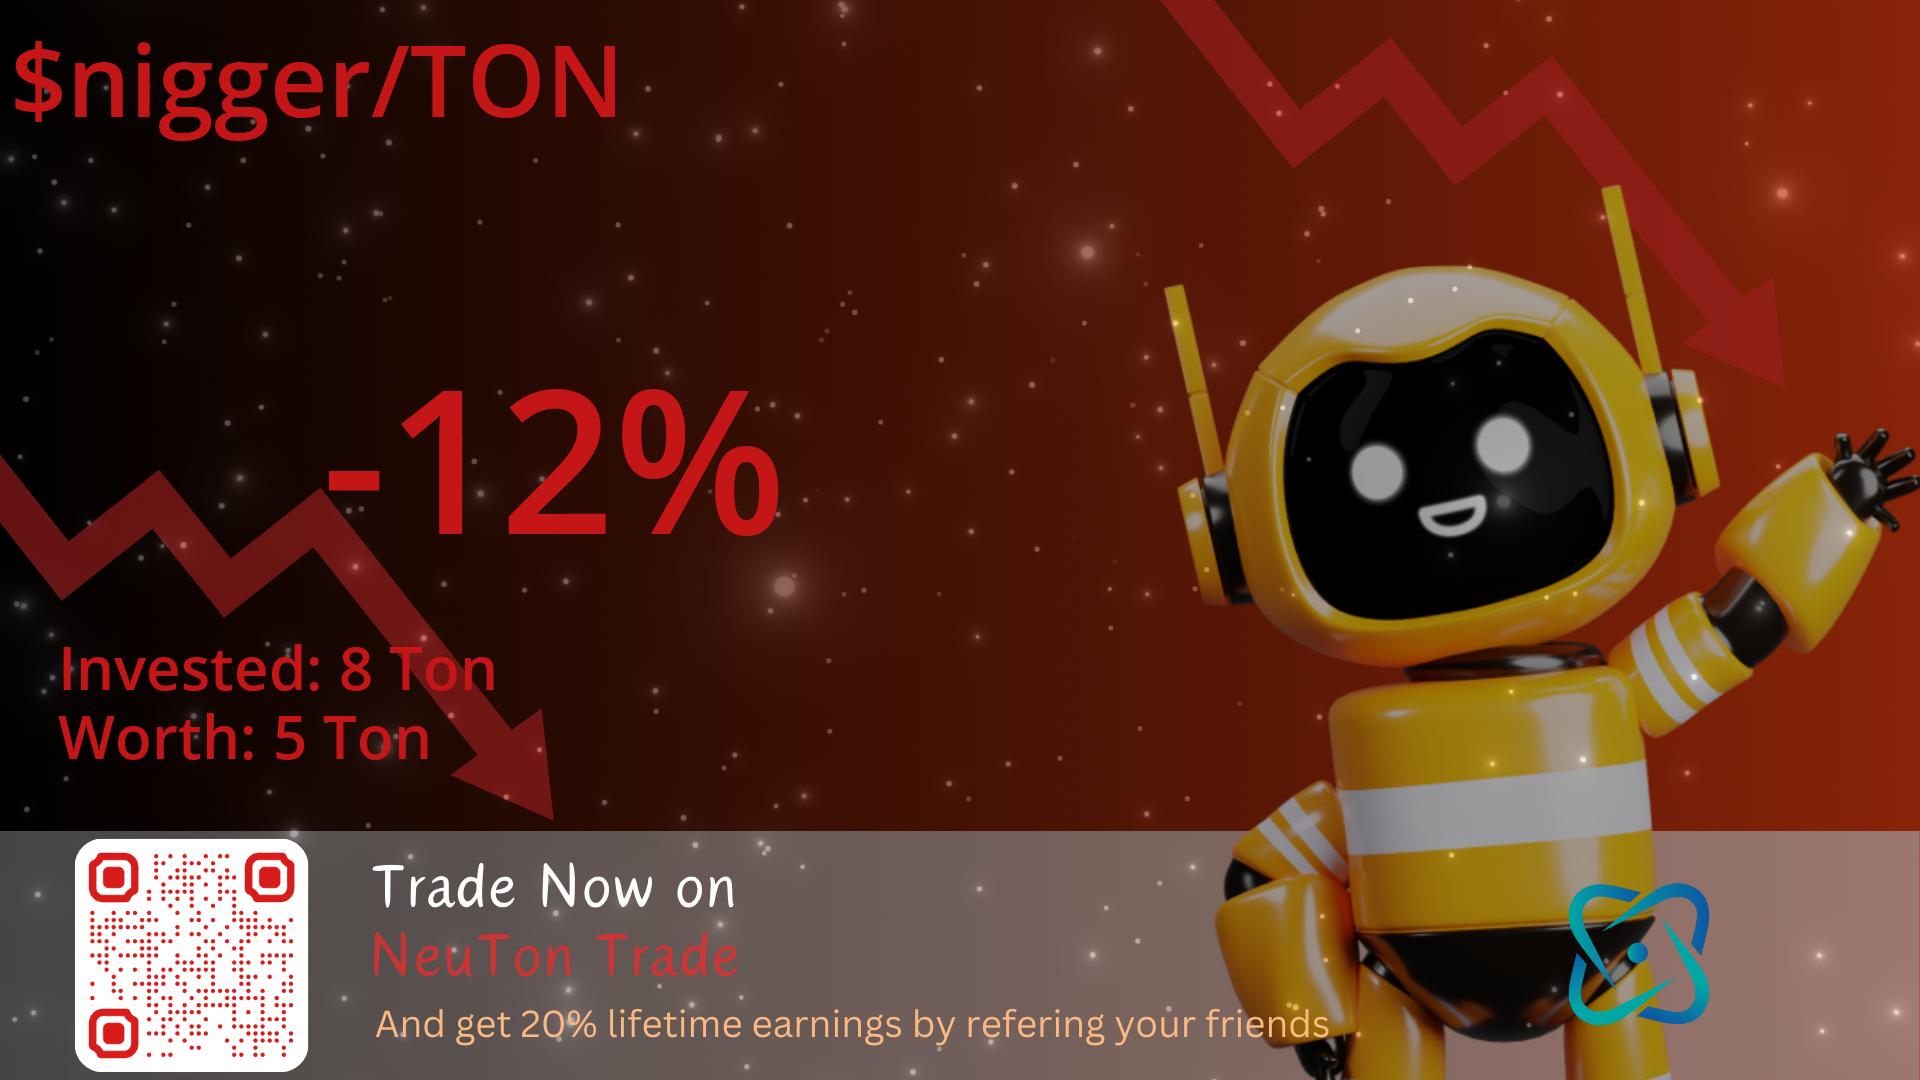 $nigger/TON
-12%
Invested: 8 Ton
Worth: 5 Ton
Trade Now on
NeuTon Trade
And get 20% lifetime earnings by refering your friends